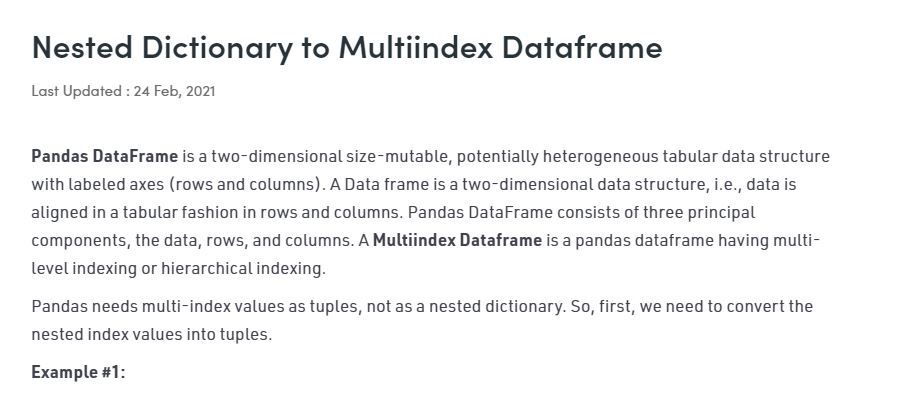 Nested Dictionary to Multiindex Dataframe
Last Updated : 24 Feb, 2021
Pandas DataFrame is a two-dimensional size-mutable, potentially heterogeneous tabular data structure
with labeled axes (rows and columns). A Data frame is a two-dimensional data structure, i.e., data is
aligned in a tabular fashion in rows and columns. Pandas DataFrame consists of three principal
components, the data, rows, and columns. A Multiindex Dataframe is a pandas dataframe having multi-
level indexing or hierarchical indexing.
Pandas needs multi-index values as tuples, not as a nested dictionary. So, first, we need to convert the
nested index values into tuples.
Example #1: